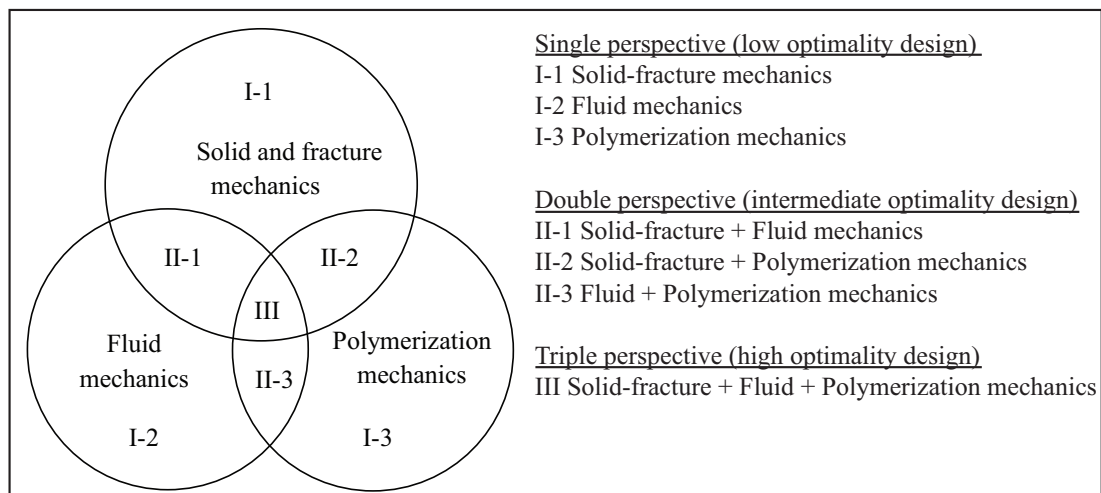 I-1
Solid and fracture
mechanics
II-1
II-2
III
Fluid
mechanics
Polymerization
mechanics
II-3
I-2
I-3
Single perspective (low optimality design)
I-1 Solid-fracture mechanics
I-2 Fluid mechanics
I-3 Polymerization mechanics
Double perspective (intermediate optimality design)
II-1 Solid-fracture + Fluid mechanics
II-2 Solid-fracture + Polymerization mechanics
II-3 Fluid + Polymerization mechanics
Triple perspective (high optimality design)
III Solid-fracture + Fluid + Polymerization mechanics